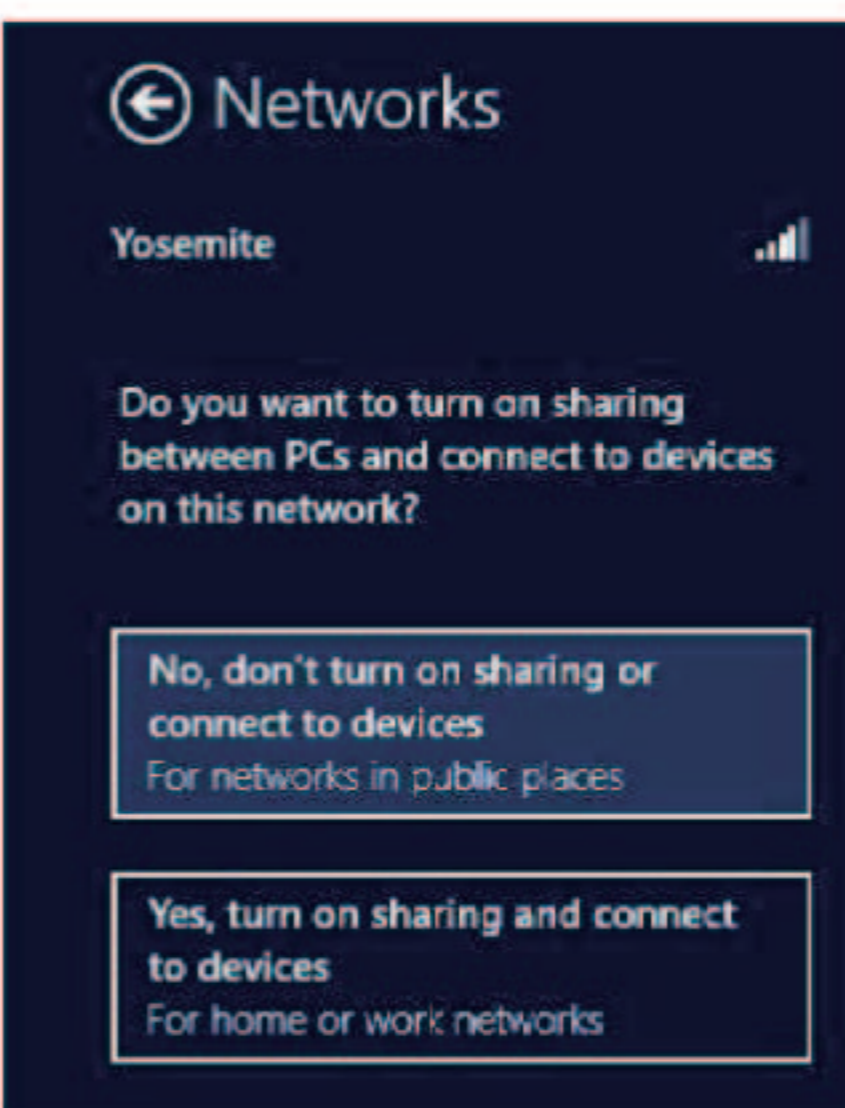 Networks
Yosemite
Do you want to turn on sharing
between PCs and connect to devices
on this network?
No, don't turn on sharing or
connect to devices
For networks in public places
Yes, turn on sharing and connect
to devices
For home or work networks